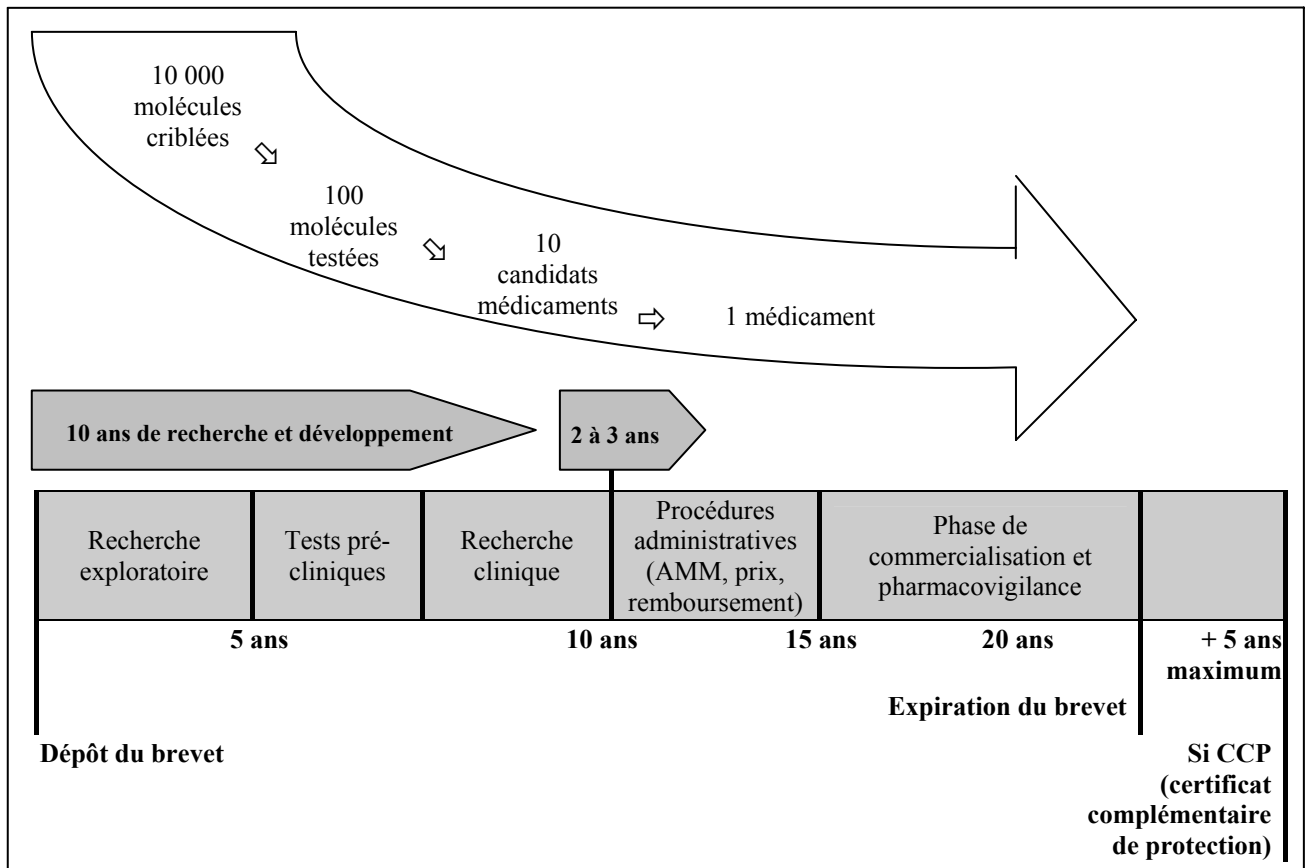 10 000
molécules
criblées
100
molécules
testées
10
candidats
médicaments
1 médicament
10 ans de recherche et développement
2 à 3 ans
Recherche
exploratoire
Tests pré-
cliniques
Recherche
clinique
Procédures
administratives
(AMM, prix,
remboursement)
Phase de
commercialisation et
pharmacovigilance
5 ans
10 ans
15 ans
20 ans
+ 5 ans
maximum
Expiration du brevet
Dépôt du brevet
Si CCP
(certificat
complémentaire
de protection)